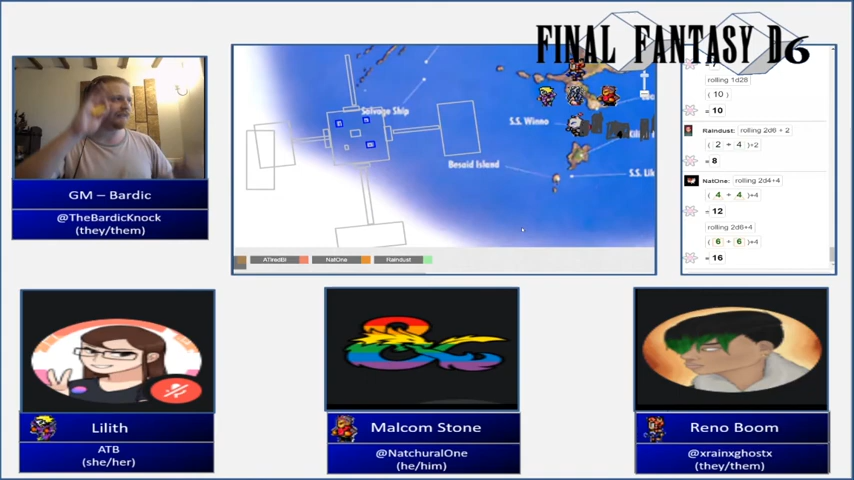 FINAL FANTASY D6
GM – Bardic
@TheBardicKnock
(they/them)
Salvage Ship
S.S. Winno
Besaid Island
ATiredBi
NatOne
Raindust
rolling 1d28
( 10 )
= 10
Raindust: rolling 2d6 + 2
( 2 + 4 )+2
= 8
NatOne: rolling 2d4+4
( 4 + 4 )+4
= 12
rolling 2d6+4
( 6 + 6 )+4
= 16
Lilith
ATB
(she/her)
Malcom Stone
@NatchuralOne
(he/him)
Reno Boom
@xrainxghostx
(they/them)